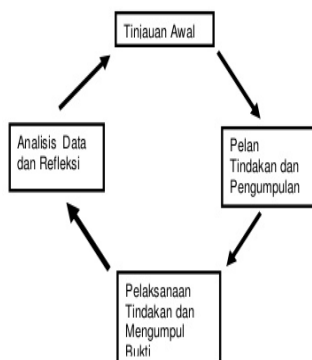 Tinjauan Awal
Pelan
Tindakan dan
Pengumpulan
Pelaksanaan
Tindakan dan
Mengumpul
Bukti
Analisis Data
dan Refleksi